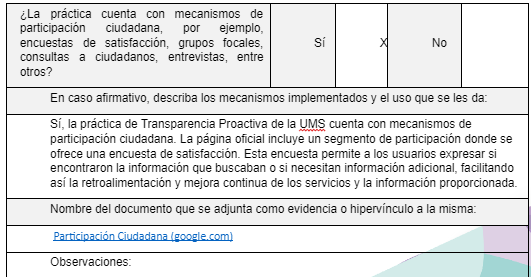 ¿La práctica cuenta con mecanismos de
participación ciudadana, por ejemplo,
encuestas de satisfacción, grupos focales,
consultas a ciudadanos, entrevistas, entre
otros?
Sí X No
En caso afirmativo, describa los mecanismos implementados y el uso que se les da:
Sí, la práctica de Transparencia Proactiva de la UMS cuenta con mecanismos de
participación ciudadana. La página oficial incluye un segmento de participación donde se
ofrece una encuesta de satisfacción. Esta encuesta permite a los usuarios expresar si
encontraron la información que buscaban o si necesitan información adicional, facilitando
así la retroalimentación y mejora continua de los servicios y la información proporcionada.
Nombre del documento que se adjunta como evidencia o hipervínculo a la misma:
Participación Ciudadana (google.com)
Observaciones: